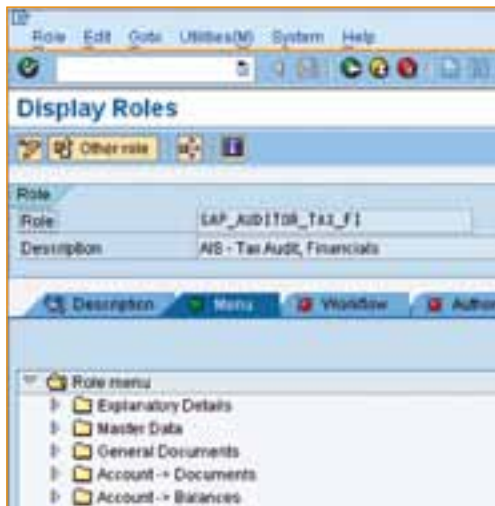 Role Edit Goto Utilities(M) System Help
Display Roles
Other role
Role
Role SAP_AUDITOR_TAX_FI
Description AIS - Tax Audit, Financials
Description Menu Workflow Author
Role menu
Explanatory Details
Master Data
General Documents
Account -> Documents
Account -> Balances